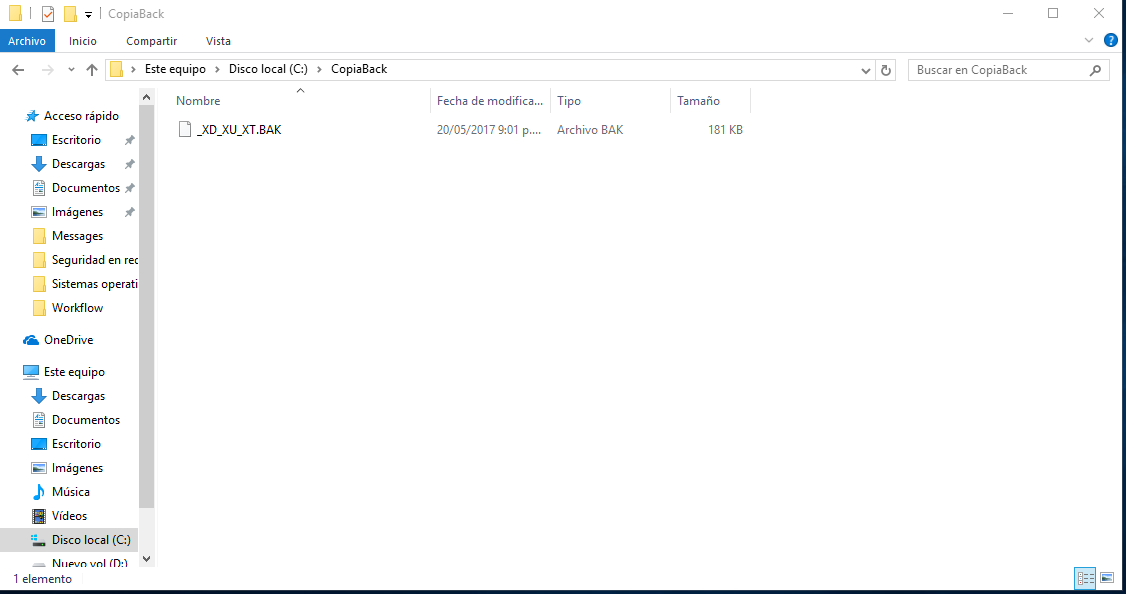 CopiaBack
Archivo Inicio Compartir Vista
Este equipo Disco local (C:) CopiaBack Buscar en CopiaBack
Nombre Fecha de modifica... Tipo Tamaño
_XD_XU_XT.BAK 20/05/2017 9:01 p.... Archivo BAK 181 KB
Acceso rápido
Escritorio
Descargas
Documentos
Imágenes
Messages
Seguridad en rec
Sistemas operati
Workflow
OneDrive
Este equipo
Descargas
Documentos
Escritorio
Imágenes
Música
Vídeos
Disco local (C:)
Nuevo vol (D:)
1 elemento